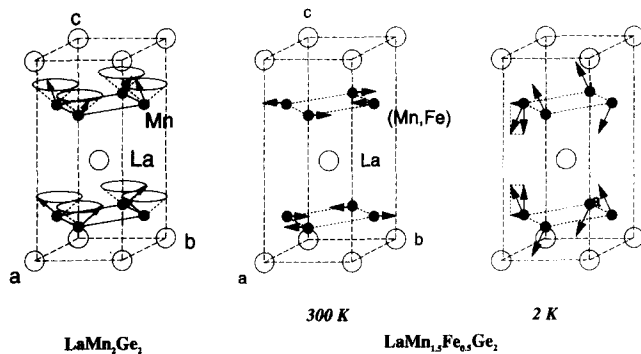 c
c
Mn
(Mn,Fe)
La
La
b
b
a
a
300 K
2 K
LaMn₂Ge₂
LaMn₁.₅Fe₀.₅Ge₂